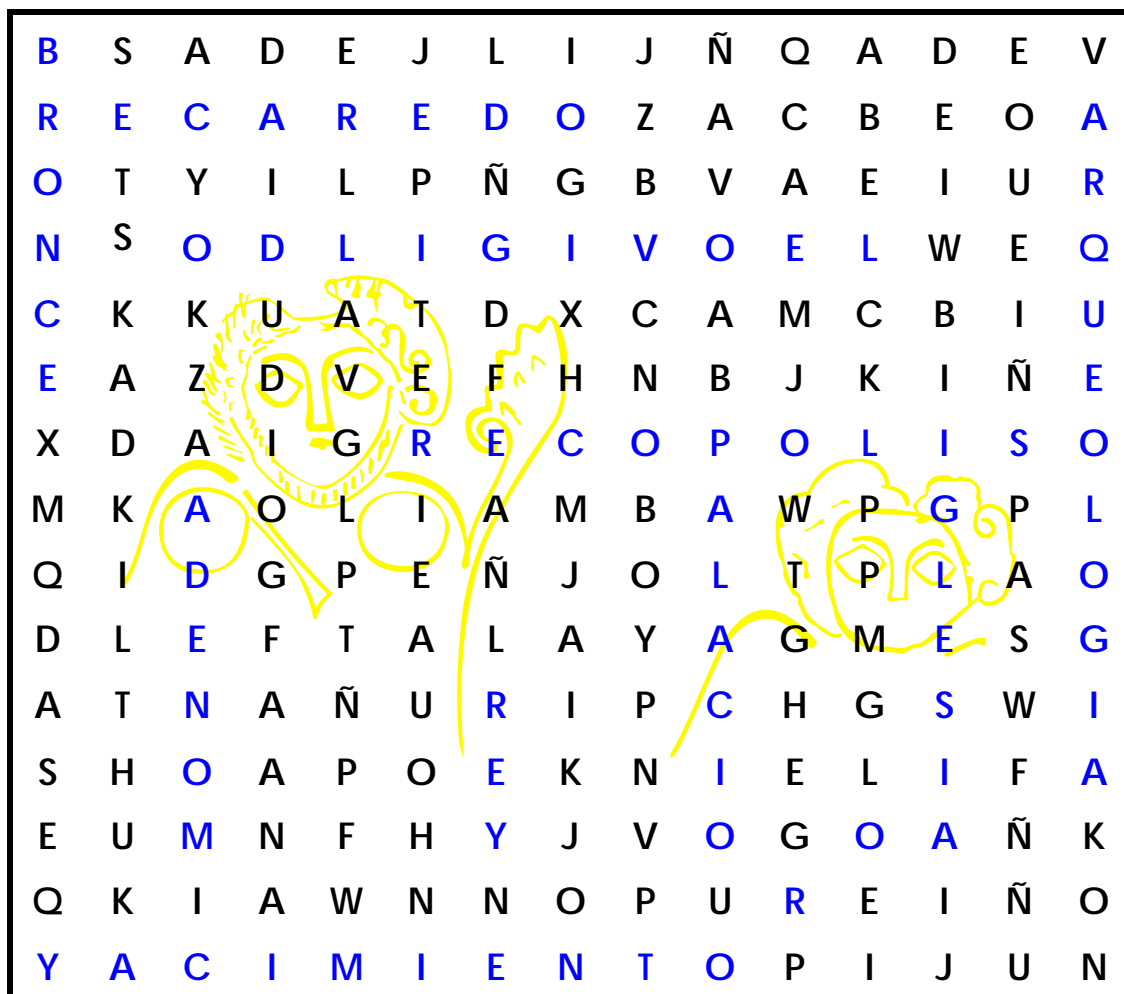 B S A D E J L I J Ñ Q A D E V
R E C A R E D O Z A C B E O A
O T Y I L P Ñ G B V A E I U R
N S O D L I G I V O E L W E Q
C K K U A T D X C A M C B I U
E A Z D V E F H N B J K I Ñ E
X D A I G R E C O P O L I S O
M K A O L I A M B A W P G P L
Q I D G P E Ñ J O L T P L A O
D L E F T A L A Y A G M E S G
A T N A Ñ U R I P C H G S W I
S H O A P O E K N I E L I F A
E U M N F H Y J V O G O A Ñ K
Q K I A W N N O P U R E I Ñ O
Y A C I M I E N T O P I J U N